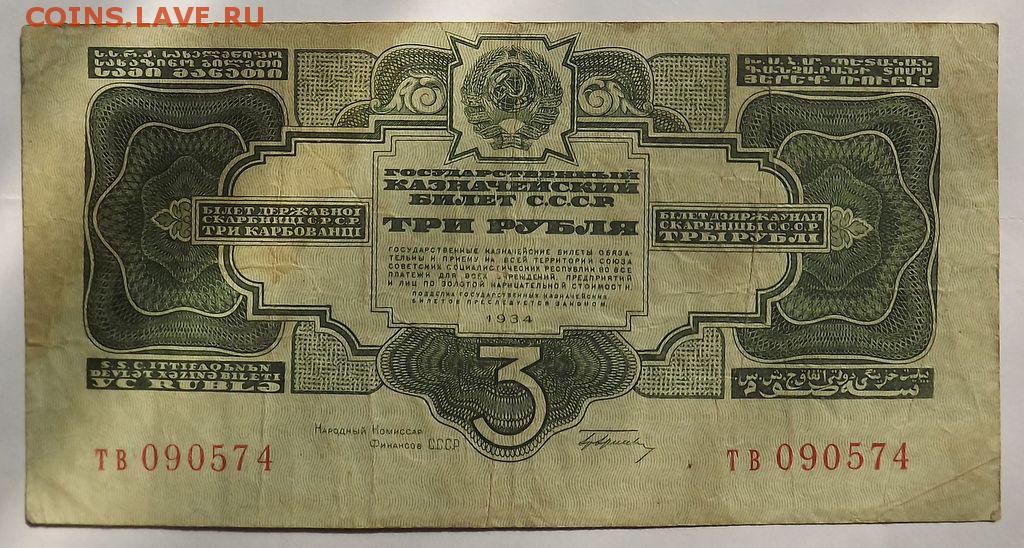 COINS.LAVE.RU
ГОСУДАРСТВЕННЫЙ
КАЗНАЧЕЙСКИЙ
БИЛЕТ С.С.С.Р.
ТРИ РУБЛЯ
БІЛЕТ ДЕРЖАВНОІ
СКАРБНИЦІ С.Р.С.Р
ТРИ КАРБОВАНЦІ
БІЛЕТ ДЗЯРЖАЎНАЙ
СКАРБНІЦЫ С.С.С.Р.
ТРЫ РУБЛІ
ГОСУДАРСТВЕННЫЕ КАЗНАЧЕЙСКИЕ БИЛЕТЫ ОБЯЗА-
ТЕЛЬНЫ К ПРИЕМУ НА ВСЕЙ ТЕРРИТОРИИ СОЮЗА
СОВЕТСКИХ СОЦИАЛИСТИЧЕСКИХ РЕСПУБЛИК ВО ВСЕ
ПЛАТЕЖИ ДЛЯ ВСЕХ УЧРЕЖДЕНИЙ, ПРЕДПРИЯТИЙ
И ЛИЦ ПО ЗОЛОТОЙ НАРИЦАТЕЛЬНОЙ СТОИМОСТИ.
ПОДДЕЛКА ГОСУДАРСТВЕННЫХ КАЗНАЧЕЙСКИХ
БИЛЕТОВ ПРЕСЛЕДУЕТСЯ ЗАКОНОМ
1934
УС RUBLƏ
3
Народный Комиссар
Финансов СССР
ТВ 090574
ТВ 090574